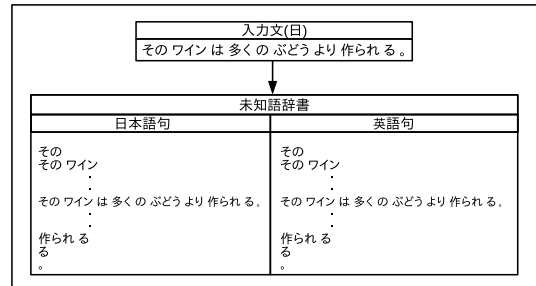 入力文(日)
その ワイン は 多く の ぶどう より 作られ る 。
未知語辞書
日本語句
英語句
その
その ワイン
・
・
その ワイン は 多く の ぶどう より 作られ る 。
・
・
作られ る
る
。
その
その ワイン
・
・
その ワイン は 多く の ぶどう より 作られ る 。
・
・
作られ る
る
。